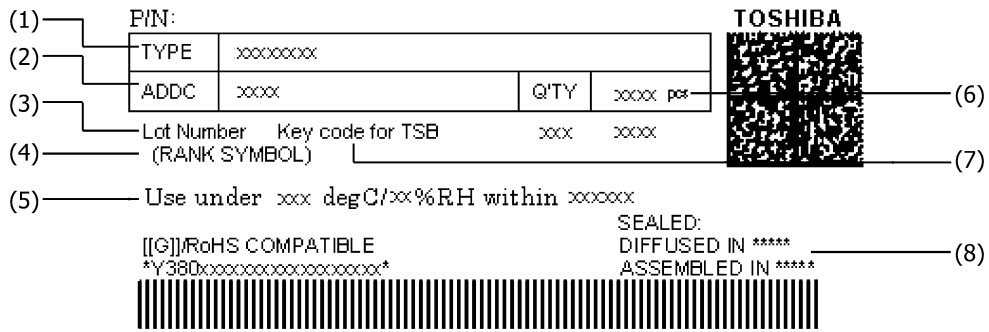 (1) P/N: TOSHIBA
TYPE xxxxxxxx
(2) ADDC xxxx Q'TY xxxx pcs (6)
(3) Lot Number Key code for TSB xxx xxxx
(4) (RANK SYMBOL) (7)
(5) Use under xxx degC/xx%RH within xxxxxx
SEALED:
[[G]]/RoHS COMPATIBLE DIFFUSED IN ***** (8)
*Y380xxxxxxxxxxxxxxxxxx* ASSEMBLED IN *****